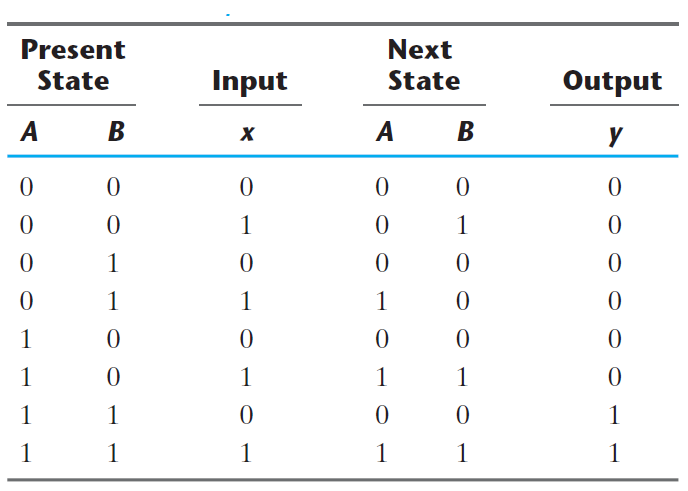 Present State Input Next State Output
A B x A B y
0 0 0 0 0 0
0 0 1 0 1 0
0 1 0 0 0 0
0 1 1 1 0 0
1 0 0 0 0 0
1 0 1 1 1 0
1 1 0 0 0 1
1 1 1 1 1 1